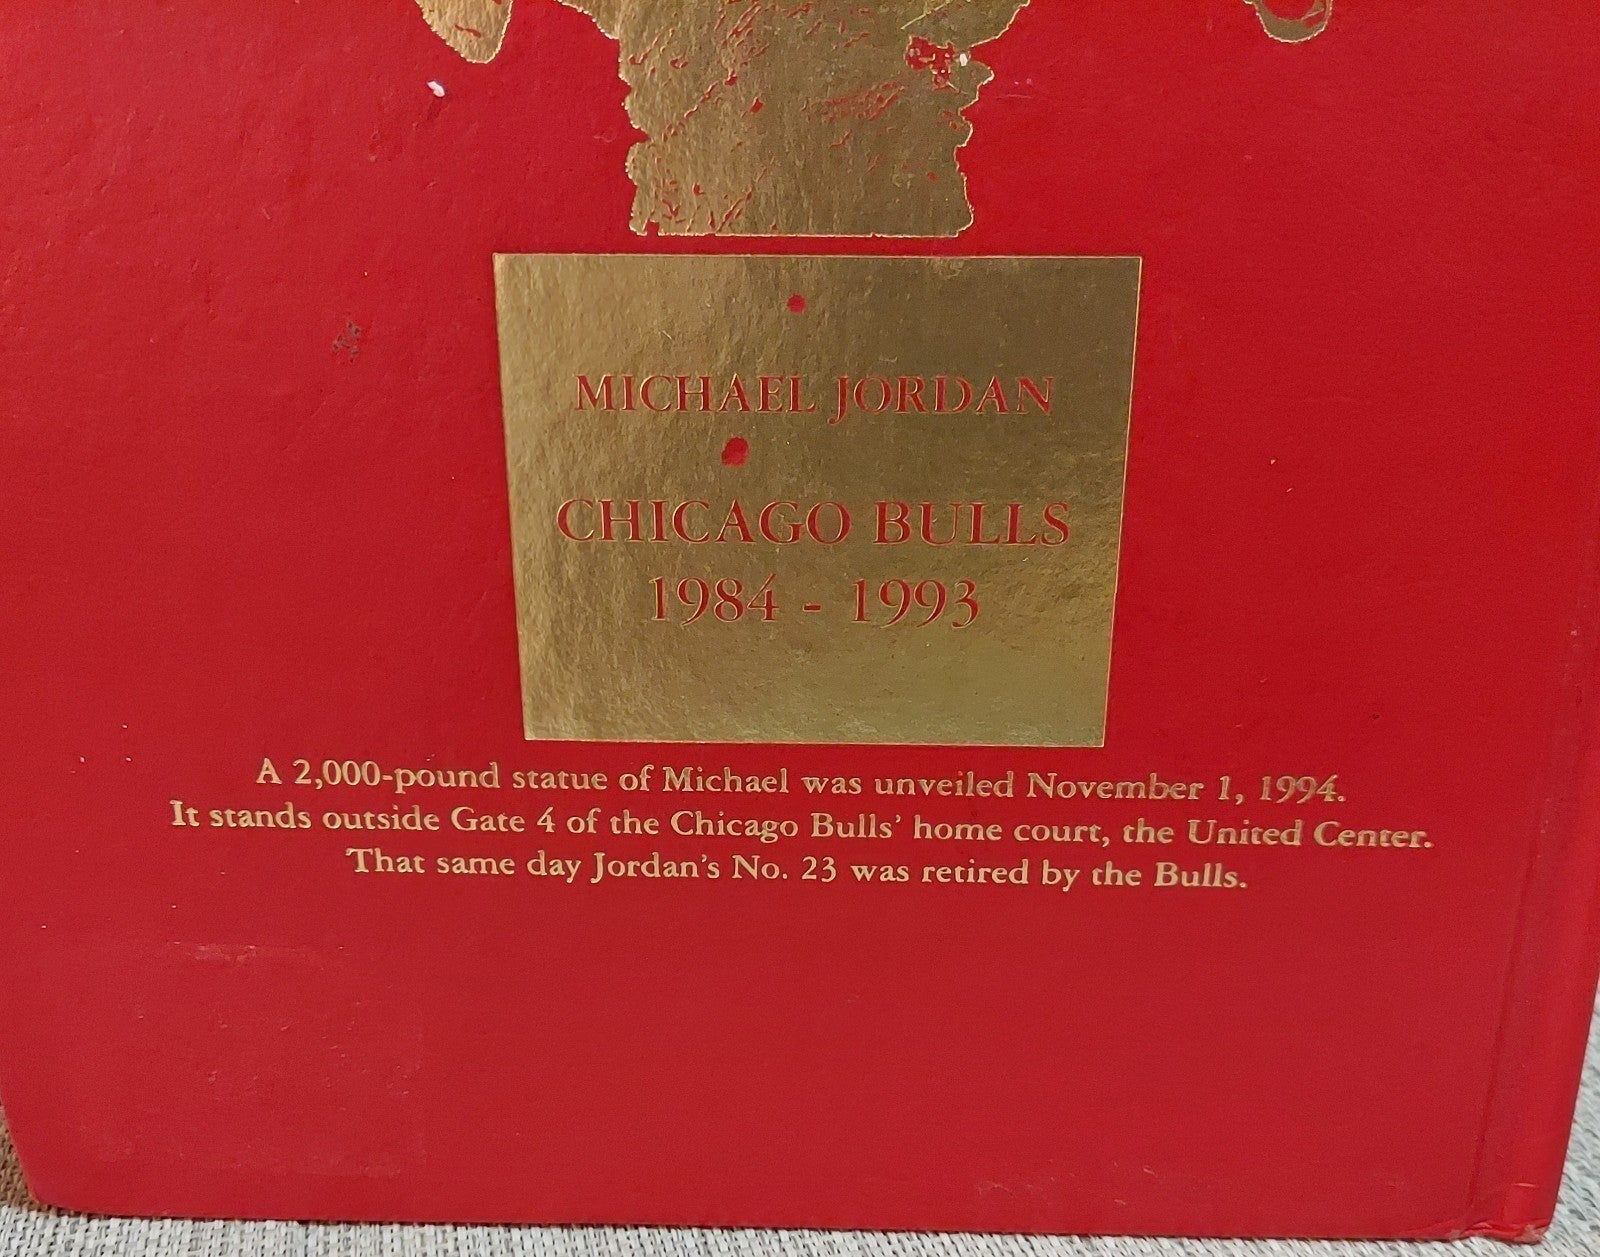 MICHAEL JORDAN
CHICAGO BULLS
1984 - 1993
A 2,000-pound statue of Michael was unveiled November 1, 1994.
It stands outside Gate 4 of the Chicago Bulls' home court, the United Center.
That same day Jordan's No. 23 was retired by the Bulls.